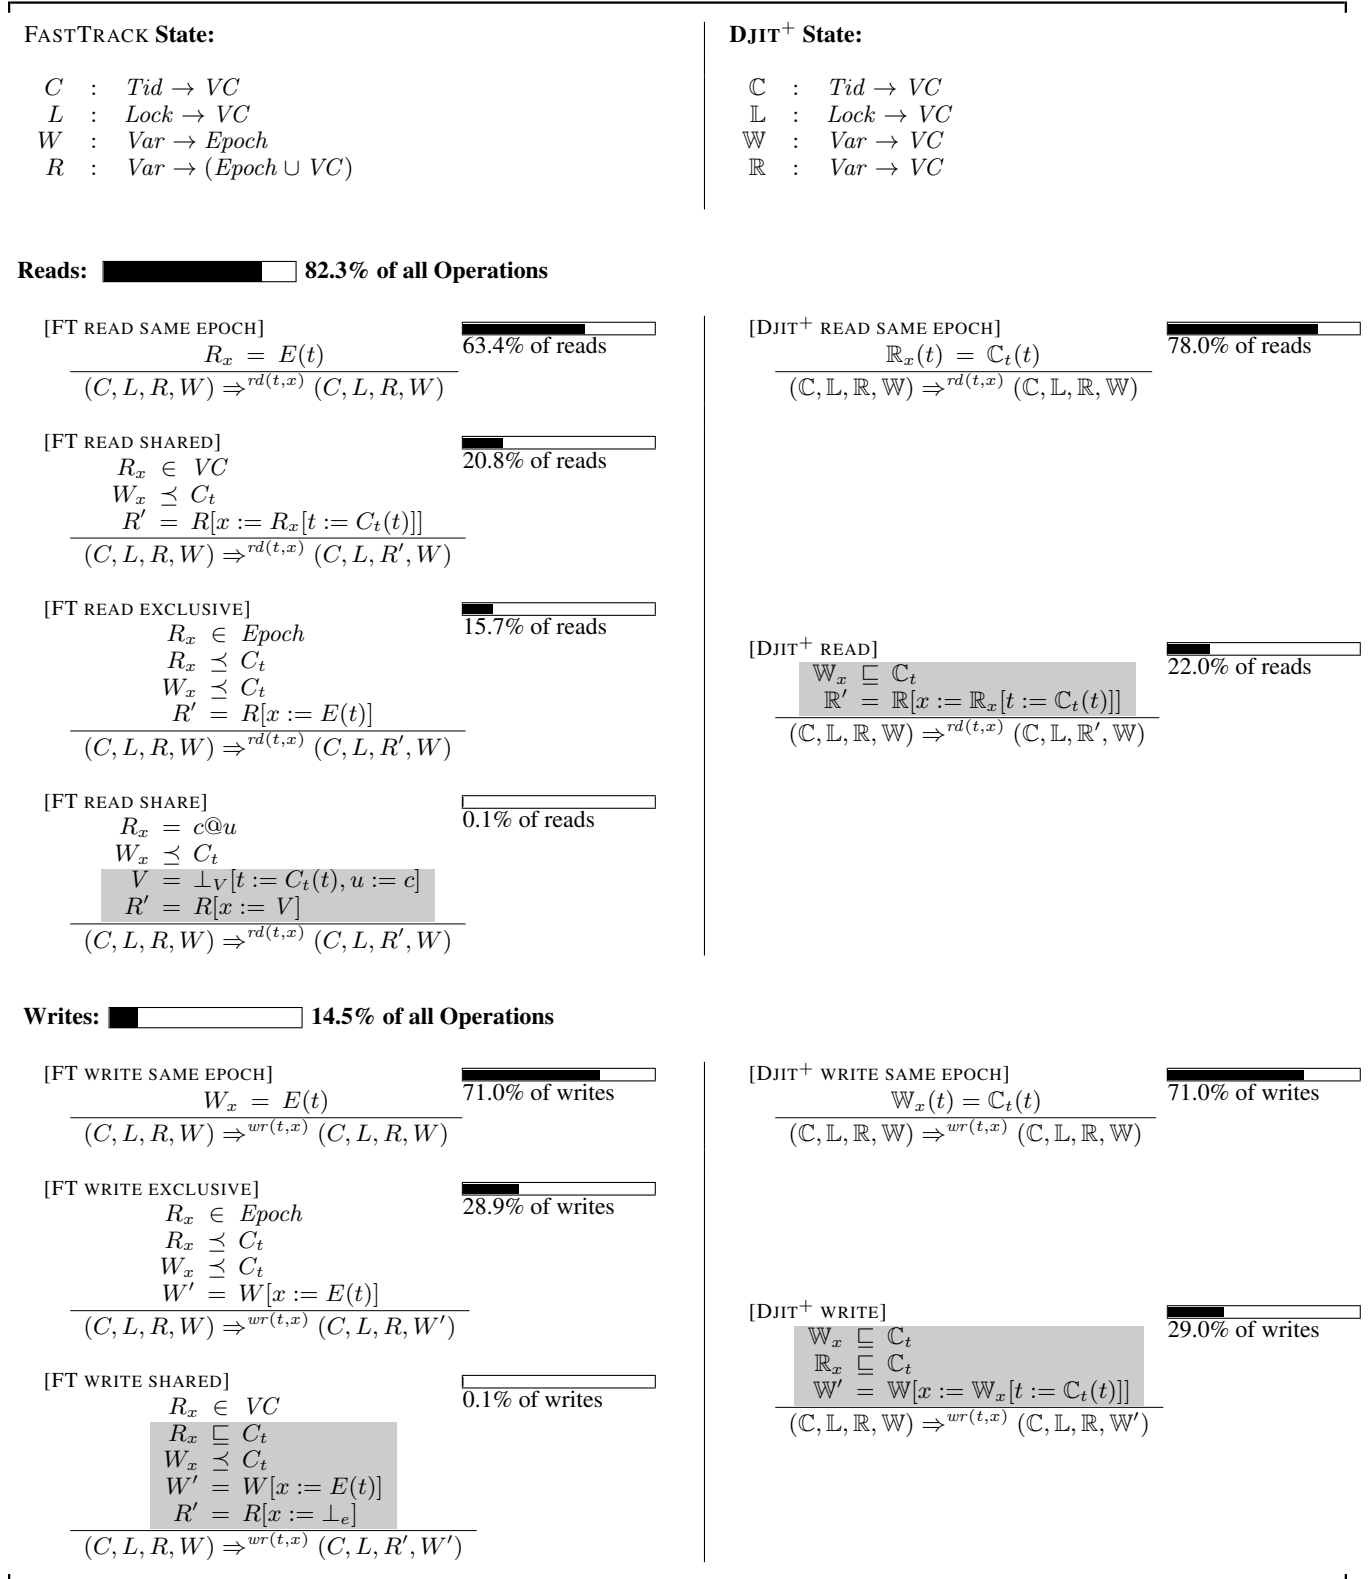 FASTTRACK State:
C : Tid → VC
L : Lock → VC
W : Var → Epoch
R : Var → (Epoch ∪ VC)
DJIT⁺ State:
ℂ : Tid → VC
𝕃 : Lock → VC
𝕎 : Var → VC
ℝ : Var → VC
Reads: 82.3% of all Operations
[FT READ SAME EPOCH]
63.4% of reads
R_x = E(t)
(C, L, R, W) ⇒^{rd(t,x)} (C, L, R, W)
[DJIT⁺ READ SAME EPOCH]
78.0% of reads
ℝ_x(t) = ℂ_t(t)
(ℂ, 𝕃, ℝ, 𝕎) ⇒^{rd(t,x)} (ℂ, 𝕃, ℝ, 𝕎)
[FT READ SHARED]
20.8% of reads
R_x ∈ VC
W_x ⪯ C_t
R′ = R[x := R_x[t := C_t(t)]]
(C, L, R, W) ⇒^{rd(t,x)} (C, L, R′, W)
[FT READ EXCLUSIVE]
15.7% of reads
R_x ∈ Epoch
R_x ⪯ C_t
W_x ⪯ C_t
R′ = R[x := E(t)]
(C, L, R, W) ⇒^{rd(t,x)} (C, L, R′, W)
[DJIT⁺ READ]
22.0% of reads
𝕎_x ⊑ ℂ_t
ℝ′ = ℝ[x := ℝ_x[t := ℂ_t(t)]]
(ℂ, 𝕃, ℝ, 𝕎) ⇒^{rd(t,x)} (ℂ, 𝕃, ℝ′, 𝕎)
[FT READ SHARE]
0.1% of reads
R_x = c@u
W_x ⪯ C_t
V = ⊥_V[t := C_t(t), u := c]
R′ = R[x := V]
(C, L, R, W) ⇒^{rd(t,x)} (C, L, R′, W)
Writes: 14.5% of all Operations
[FT WRITE SAME EPOCH]
71.0% of writes
W_x = E(t)
(C, L, R, W) ⇒^{wr(t,x)} (C, L, R, W)
[DJIT⁺ WRITE SAME EPOCH]
71.0% of writes
𝕎_x(t) = ℂ_t(t)
(ℂ, 𝕃, ℝ, 𝕎) ⇒^{wr(t,x)} (ℂ, 𝕃, ℝ, 𝕎)
[FT WRITE EXCLUSIVE]
28.9% of writes
R_x ∈ Epoch
R_x ⪯ C_t
W_x ⪯ C_t
W′ = W[x := E(t)]
(C, L, R, W) ⇒^{wr(t,x)} (C, L, R, W′)
[DJIT⁺ WRITE]
29.0% of writes
𝕎_x ⊑ ℂ_t
ℝ_x ⊑ ℂ_t
𝕎′ = 𝕎[x := 𝕎_x[t := ℂ_t(t)]]
(ℂ, 𝕃, ℝ, 𝕎) ⇒^{wr(t,x)} (ℂ, 𝕃, ℝ, 𝕎′)
[FT WRITE SHARED]
0.1% of writes
R_x ∈ VC
R_x ⊑ C_t
W_x ⪯ C_t
W′ = W[x := E(t)]
R′ = R[x := ⊥_e]
(C, L, R, W) ⇒^{wr(t,x)} (C, L, R′, W′)